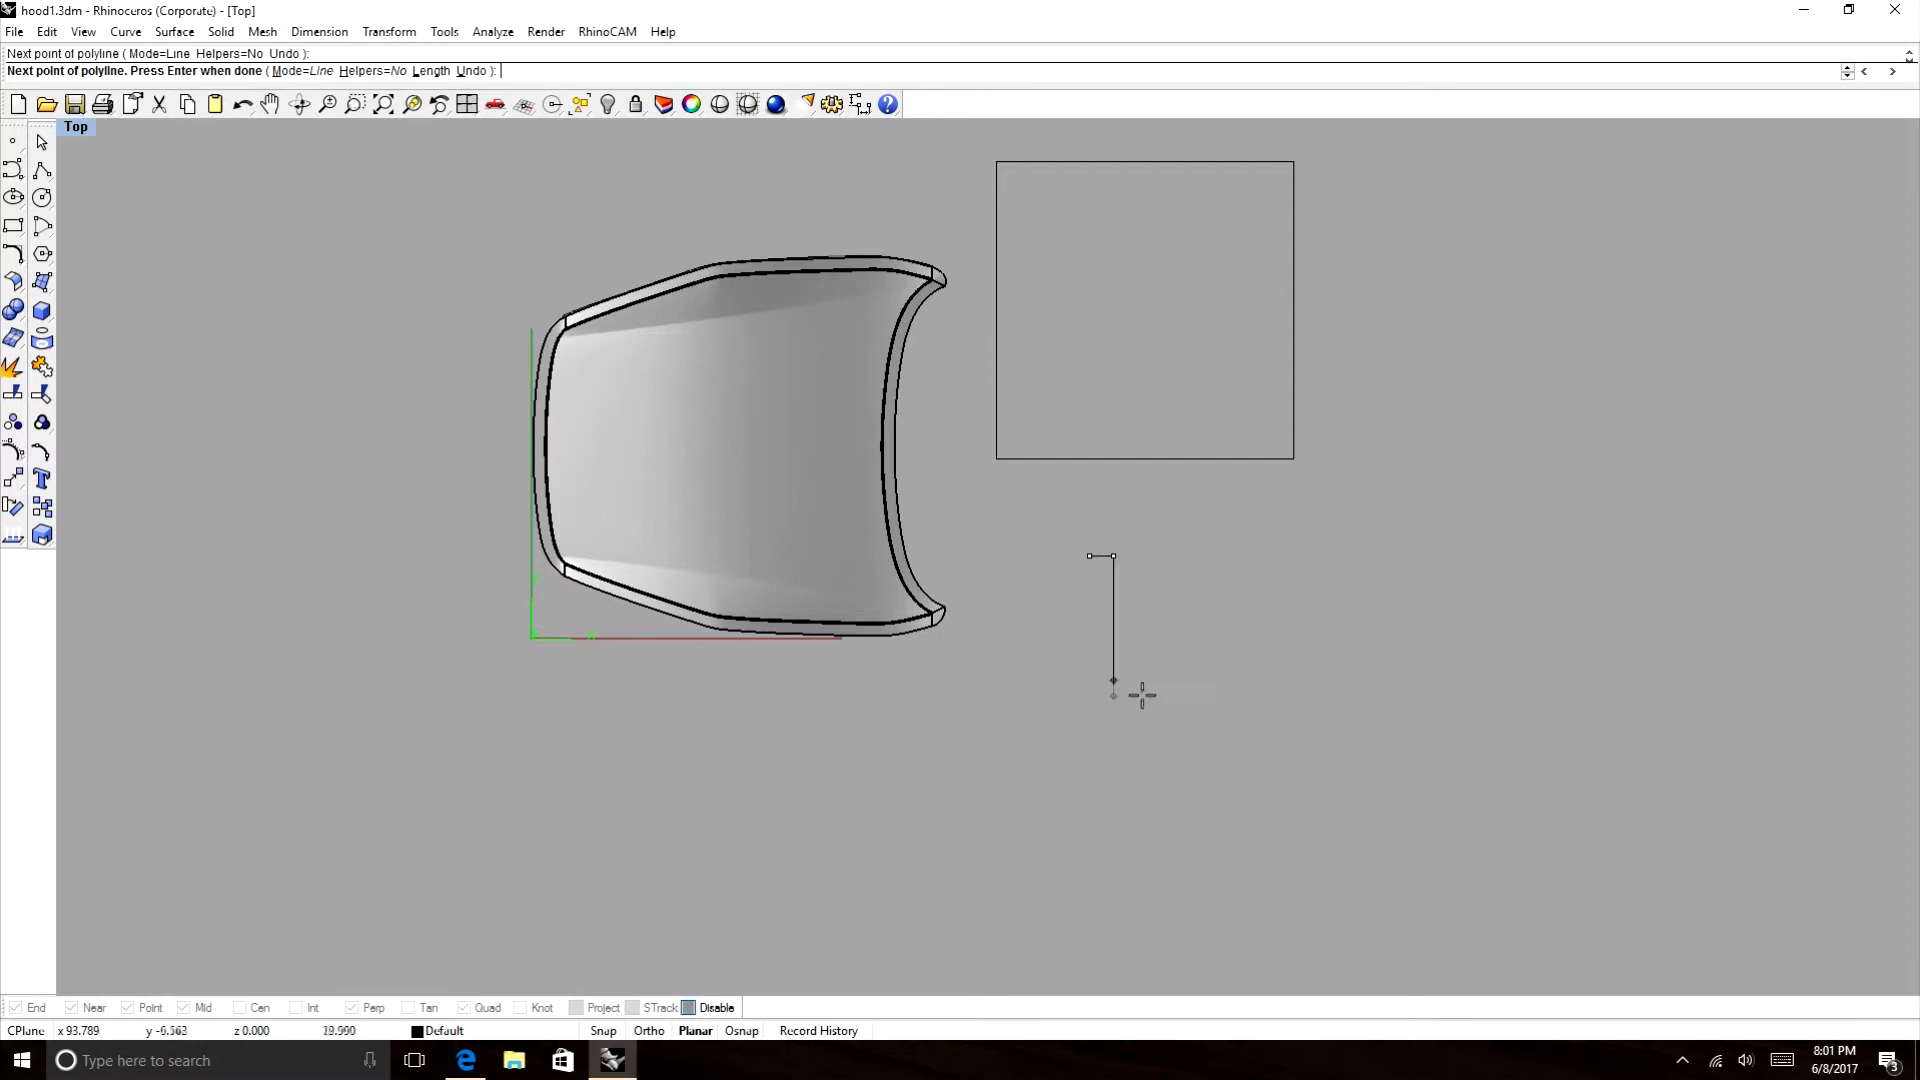 hood1.3dm - Rhinoceros (Corporate) - [Top]
File Edit View Curve Surface Solid Mesh Dimension Transform Tools Analyze Render RhinoCAM Help
Next point of polyline ( Mode=Line Helpers=No Undo ):
Next point of polyline. Press Enter when done ( Mode=Line Helpers=No Length Undo ):
Top
End Near Point Mid Cen Int Perp Tan Quad Knot Project STrack Disable
CPlane x 93.789 z 0.000 Default Snap Ortho Planar Osnap Record History
Type here to search
8:01 PM
6/8/2017
3